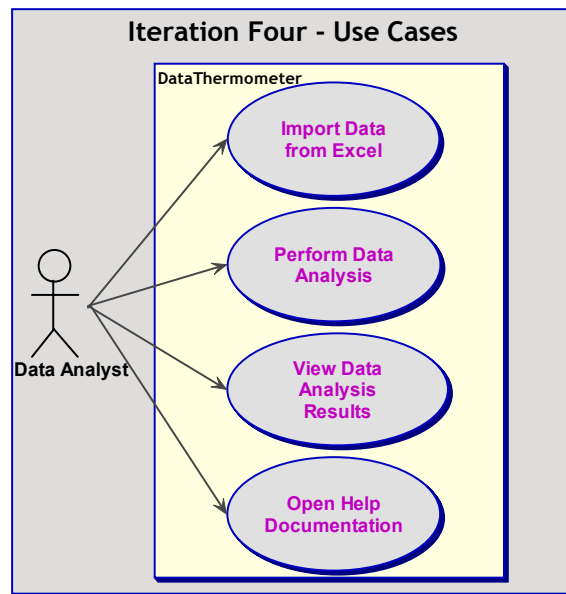 Iteration Four - Use Cases
DataThermometer
Import Data
from Excel
Perform Data
Analysis
Data Analyst
View Data
Analysis
Results
Open Help
Documentation